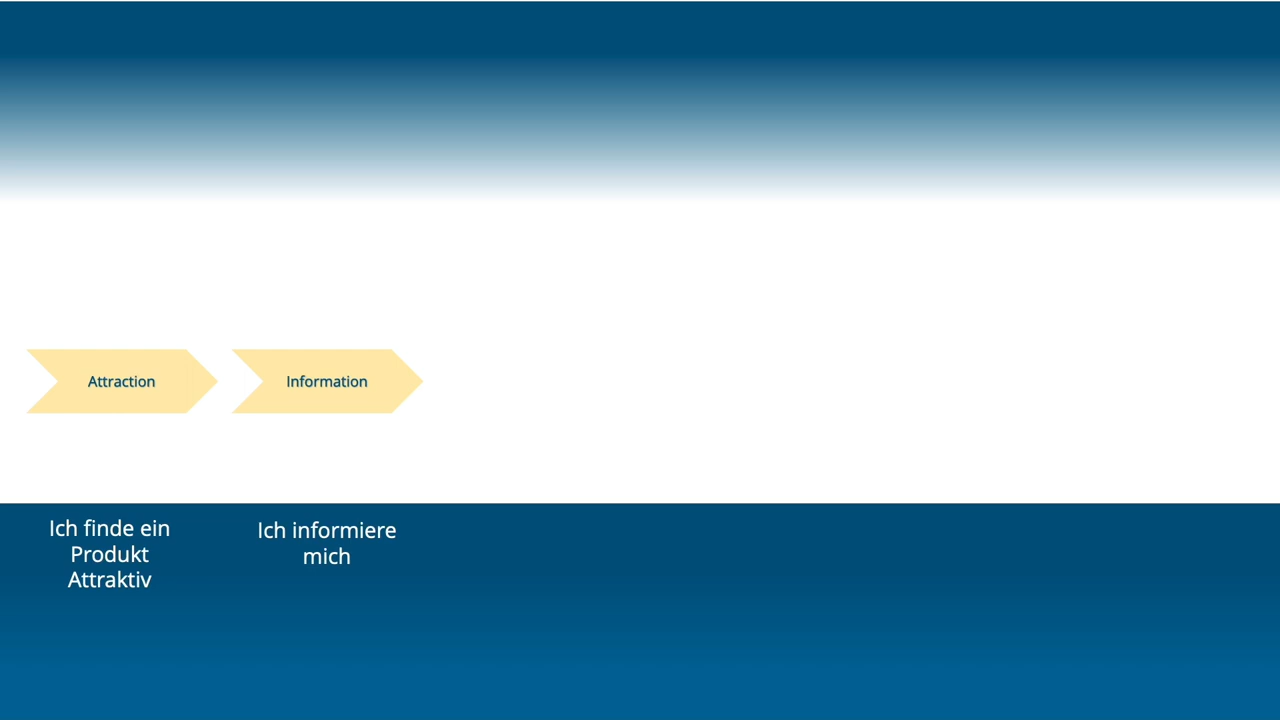 Attraction
Information
Ich finde ein
Produkt
Attraktiv
Ich informiere
mich